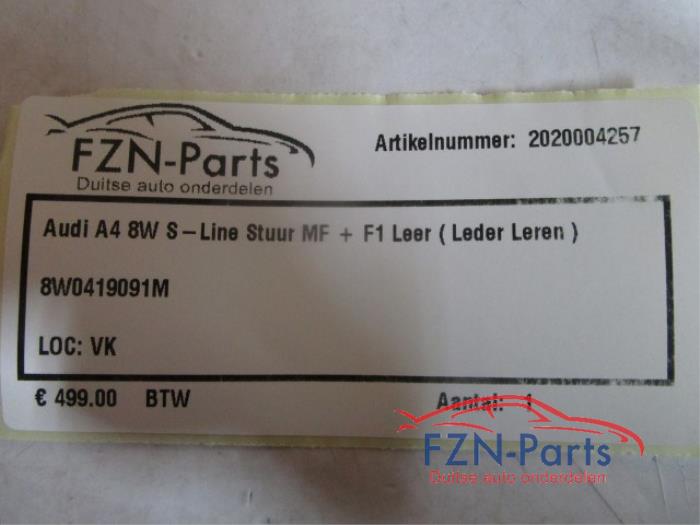 FZN-Parts
Duitse auto onderdelen
Artikelnummer: 2020004257
Audi A4 8W S-Line Stuur MF + F1 Leer ( Leder Leren )
8W0419091M
LOC: VK
€ 499.00 BTW
Aantal: 1
FZN-Parts
Duitse auto onderdelen